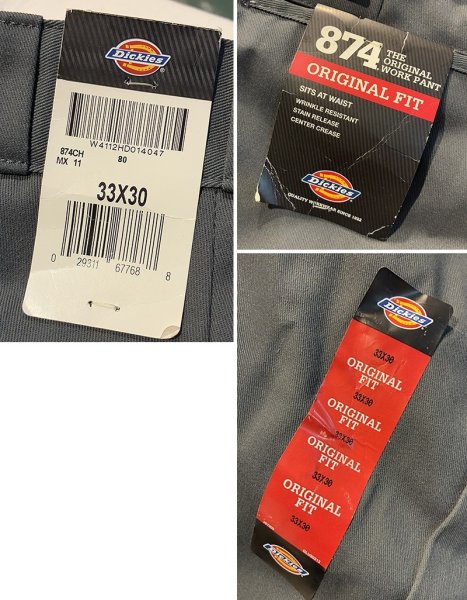 Dickies
W4112HD014047
874CH
MX 11 80
33X30
0 29311 67768 8
874 THE
ORIGINAL
WORK PANT
ORIGINAL FIT
SITS AT WAIST
WRINKLE RESISTANT
STAIN RELEASE
CENTER CREASE
Dickies
QUALITY WORKWEAR SINCE 1922
Dickies
33X30
ORIGINAL
FIT
33X30
ORIGINAL
FIT
33X30
ORIGINAL
FIT
33X30
ORIGINAL
FIT
33X30
Dickies